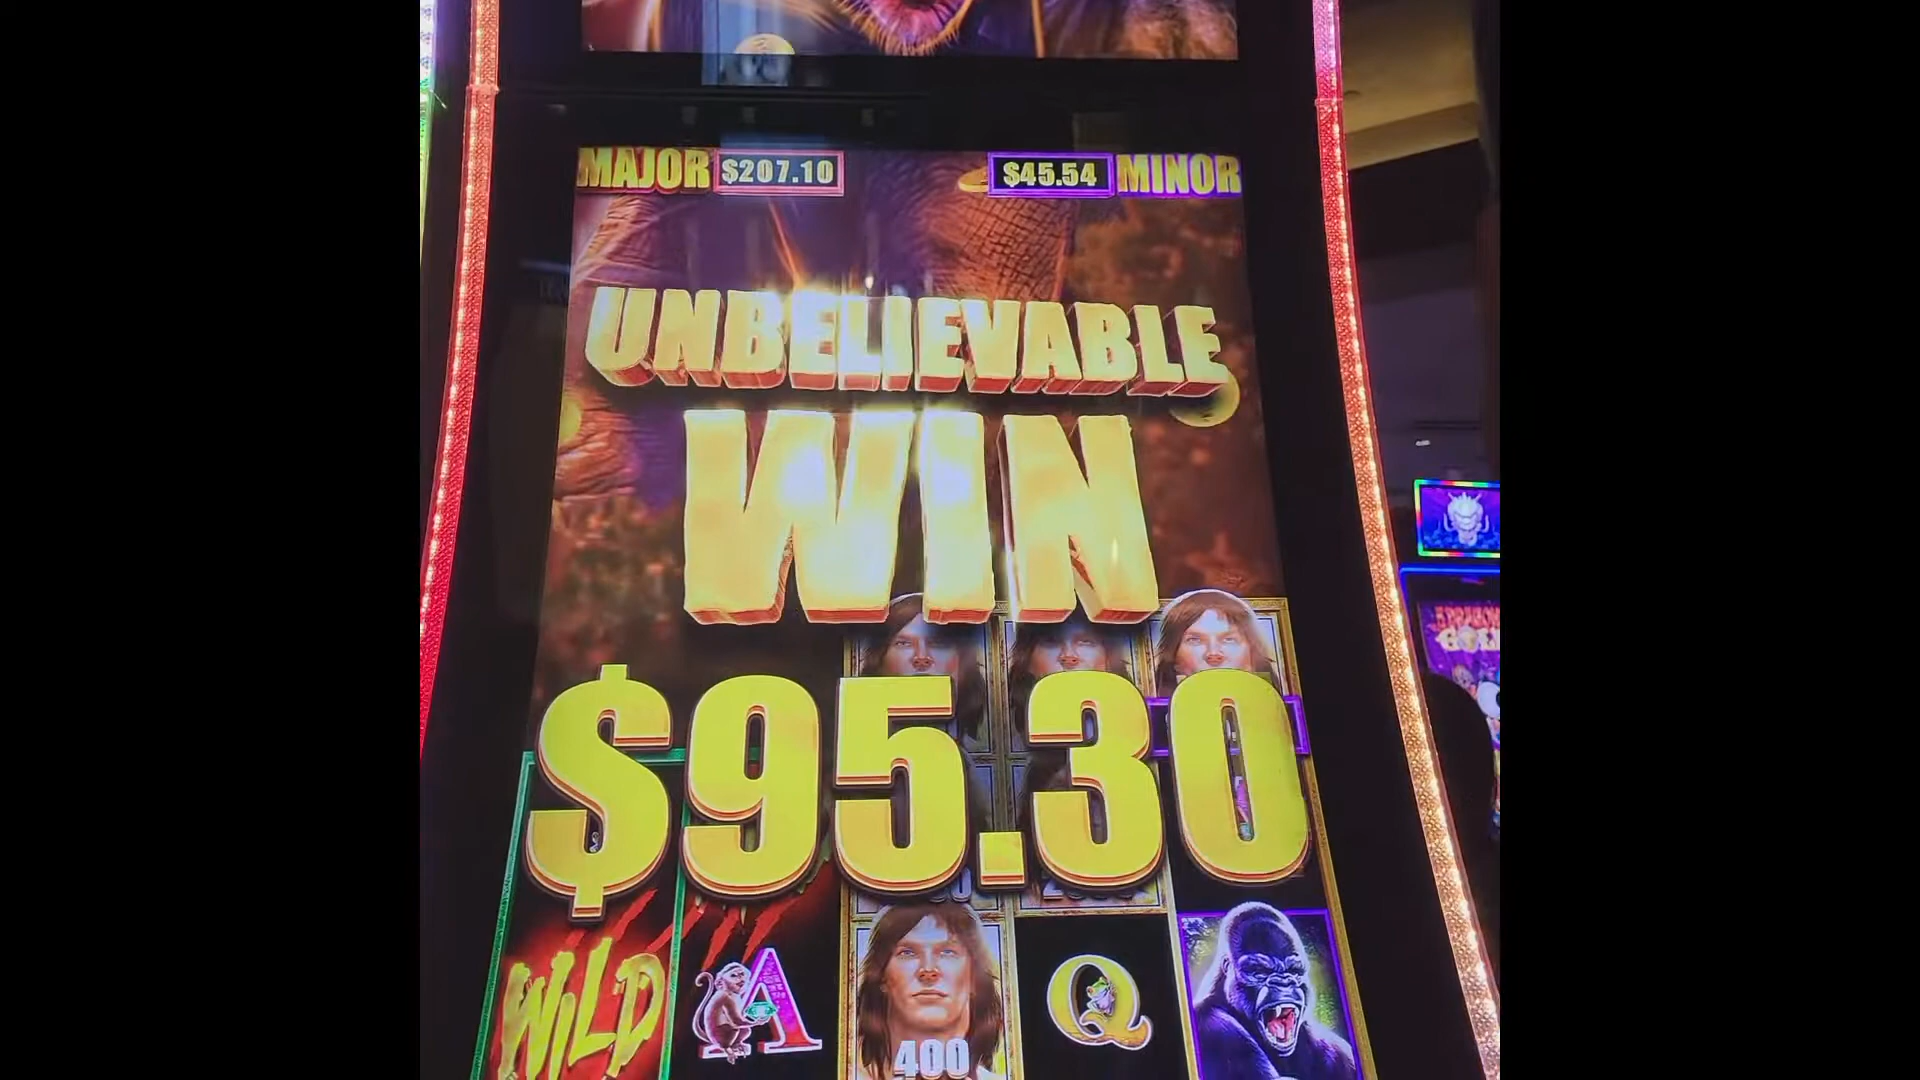 MAJOR $207.10 $45.54 MINOR
UNBELIEVABLE
WIN
$95.30
WILD A Q
400